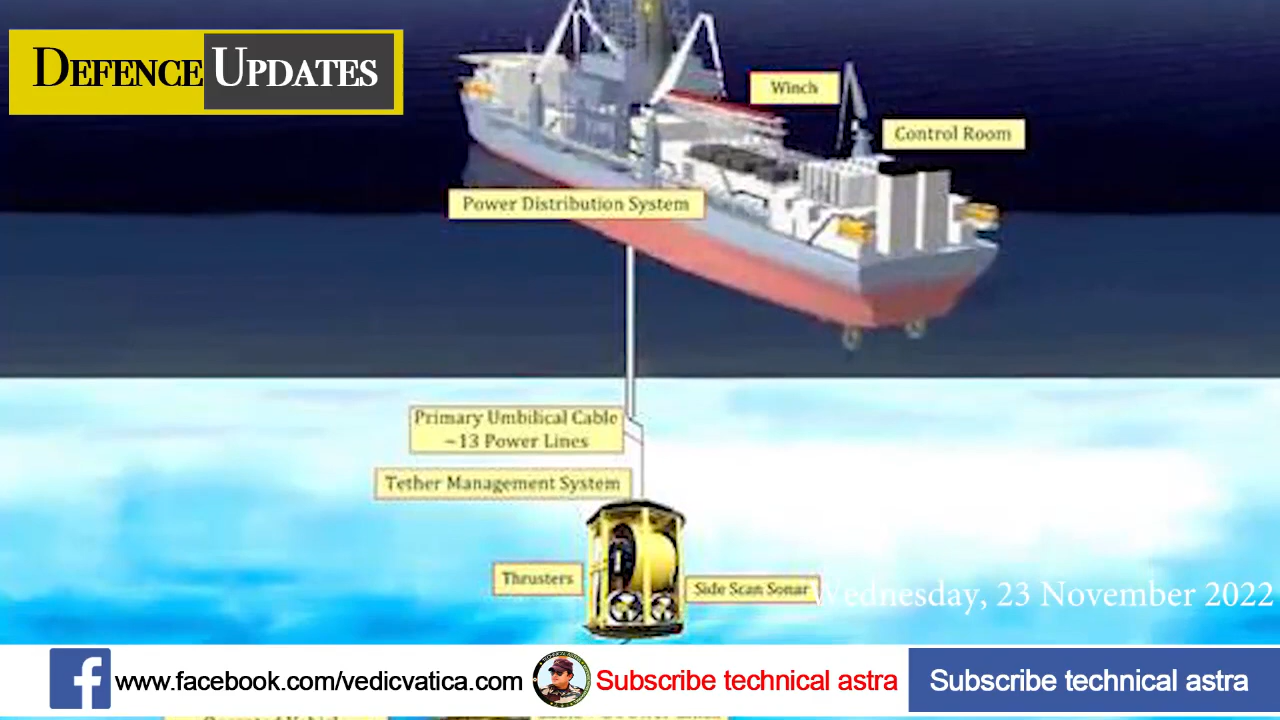 DEFENCE UPDATES
Winch
Control Room
Power Distribution System
Primary Umbilical Cable
~13 Power Lines
Tether Management System
Thrusters
Side Scan Sonar
Wednesday, 23 November 2022
www.facebook.com/vedicvatica.com
Subscribe technical astra
Subscribe technical astra